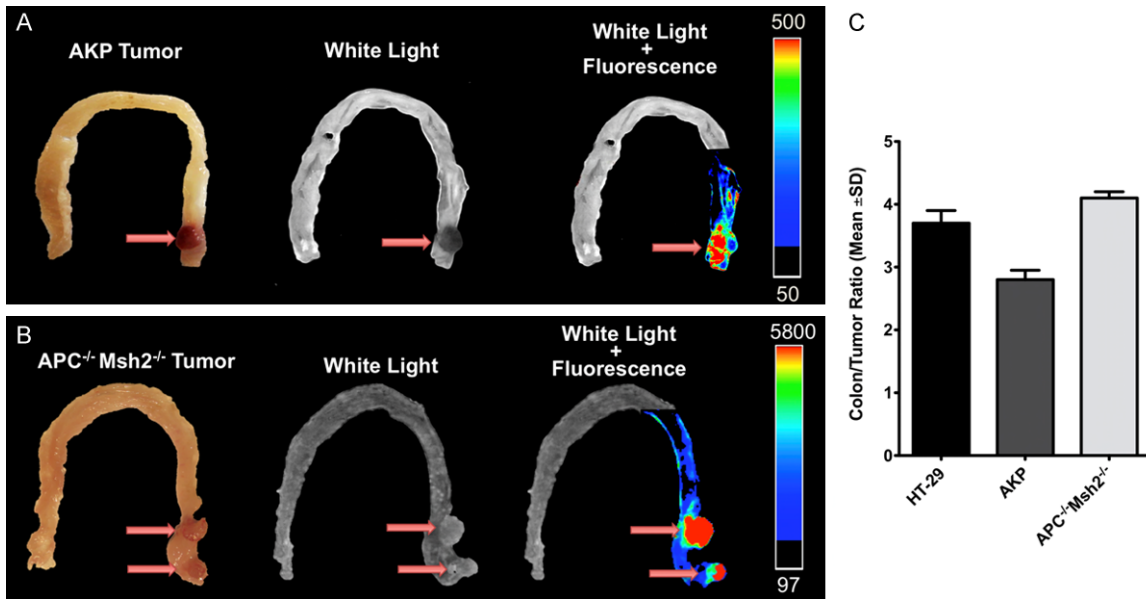 A
AKP Tumor
White Light
White Light
+
Fluorescence
500
50
B
APC⁻/⁻ Msh2⁻/⁻ Tumor
White Light
White Light
+
Fluorescence
5800
97
C
Colon/Tumor Ratio (Mean ±SD)
5
4
3
2
1
0
HT-29
AKP
APC⁻/⁻Msh2⁻/⁻